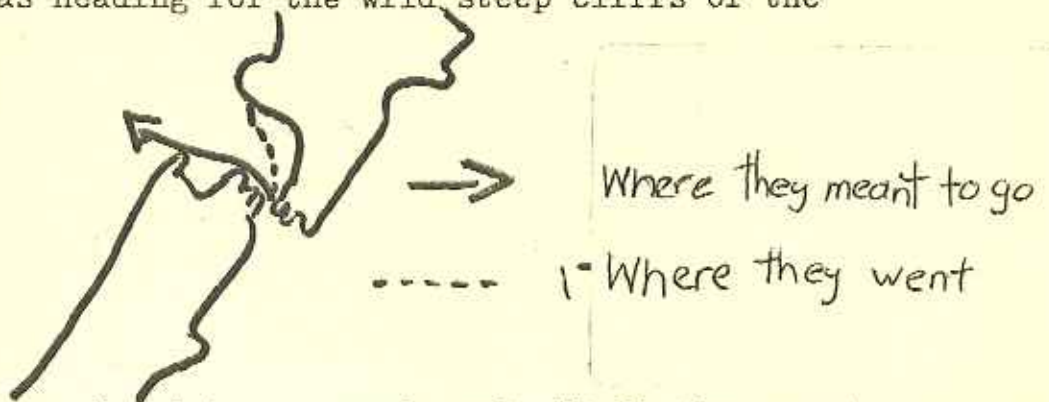 as heading for the wild steep cliffs of the
Where they meant to go
Where they went